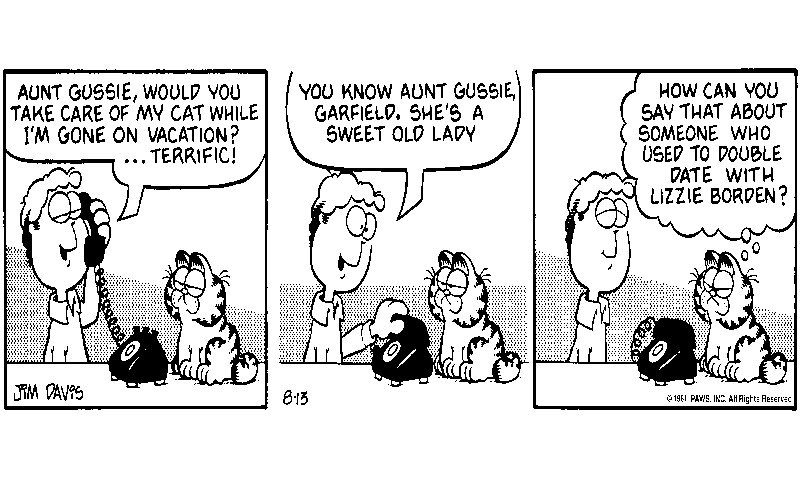 AUNT GUSSIE, WOULD YOU
TAKE CARE OF MY CAT WHILE
I'M GONE ON VACATION?
...TERRIFIC!
JIM DAVIS
YOU KNOW AUNT GUSSIE,
GARFIELD. SHE'S A
SWEET OLD LADY
8-13
HOW CAN YOU
SAY THAT ABOUT
SOMEONE WHO
USED TO DOUBLE
DATE WITH
LIZZIE BORDEN?
© 1981 PAWS, INC. All Rights Reserved